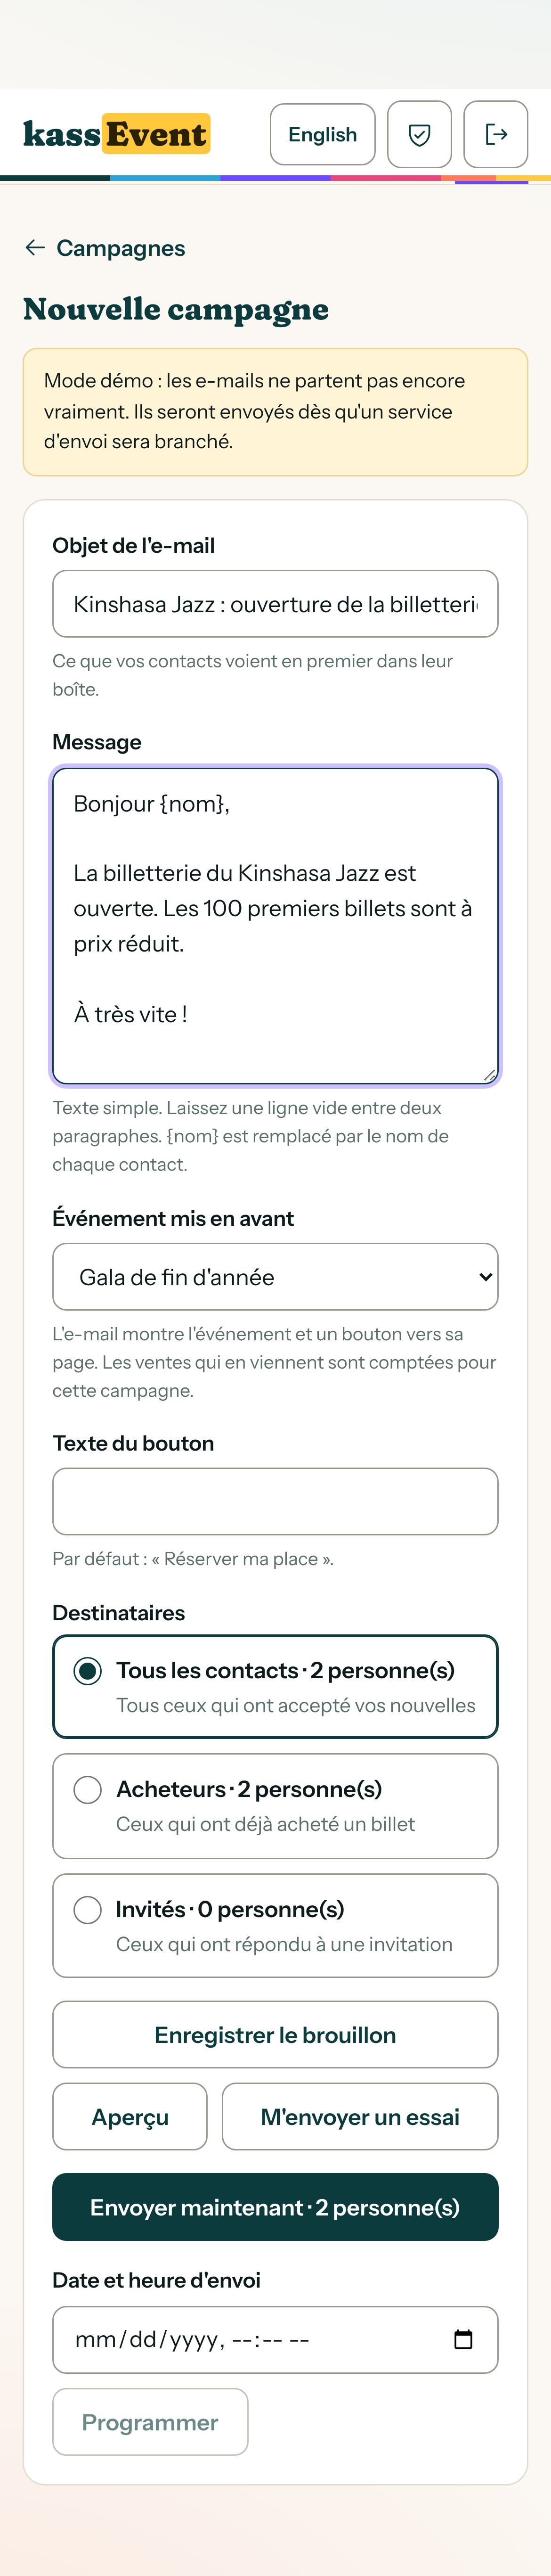 kassEvent
English
Campagnes
Nouvelle campagne
Mode démo : les e-mails ne partent pas encore
vraiment. Ils seront envoyés dès qu'un service
d'envoi sera branché.
Objet de l'e-mail
Kinshasa Jazz : ouverture de la billetteri
Ce que vos contacts voient en premier dans leur
boîte.
Message
Bonjour {nom},
La billetterie du Kinshasa Jazz est
ouverte. Les 100 premiers billets sont à
prix réduit.
À très vite !
Texte simple. Laissez une ligne vide entre deux
paragraphes. {nom} est remplacé par le nom de
chaque contact.
Événement mis en avant
Gala de fin d'année
L'e-mail montre l'événement et un bouton vers sa
page. Les ventes qui en viennent sont comptées pour
cette campagne.
Texte du bouton
Par défaut : « Réserver ma place ».
Destinataires
Tous les contacts · 2 personne(s)
Tous ceux qui ont accepté vos nouvelles
Acheteurs · 2 personne(s)
Ceux qui ont déjà acheté un billet
Invités · 0 personne(s)
Ceux qui ont répondu à une invitation
Enregistrer le brouillon
Aperçu
M'envoyer un essai
Envoyer maintenant · 2 personne(s)
Date et heure d'envoi
mm/dd/yyyy, --:-- --
Programmer